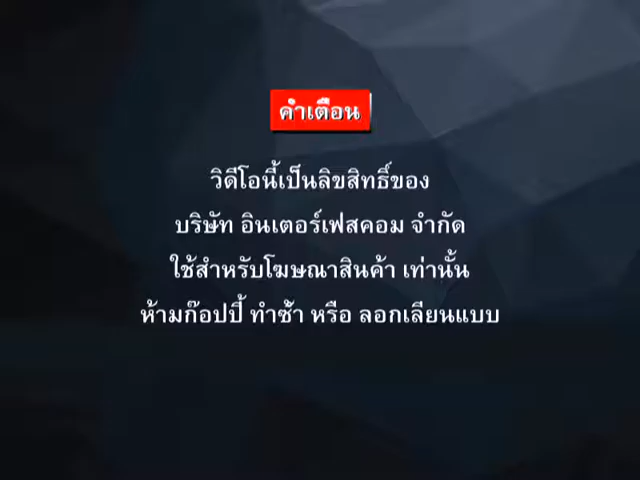 คำเตือน
วิดีโอนี้เป็นลิขสิทธิ์ของ
บริษัท อินเตอร์เฟสคอม จำกัด
ใช้สำหรับโฆษณาสินค้า เท่านั้น
ห้ามก๊อปปี้ ทำซ้ำ หรือ ลอกเลียนแบบ